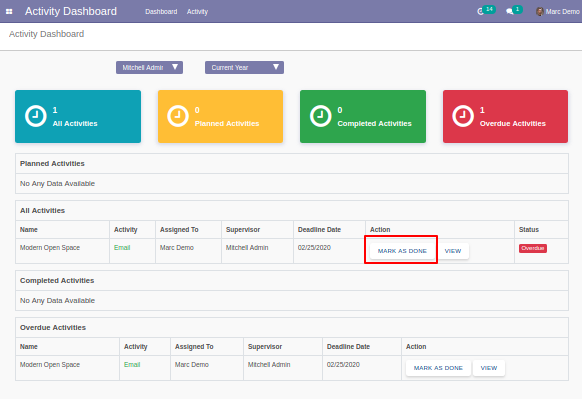 Activity Dashboard Dashboard Activity 14 1 Marc Demo
Activity Dashboard
Mitchell Admin Current Year
1 All Activities
0 Planned Activities
0 Completed Activities
1 Overdue Activities
Planned Activities
No Any Data Available
All Activities
Name Activity Assigned To Supervisor Deadline Date Action Status
Modern Open Space Email Marc Demo Mitchell Admin 02/25/2020 MARK AS DONE VIEW Overdue
Completed Activities
No Any Data Available
Overdue Activities
Name Activity Assigned To Supervisor Deadline Date Action
Modern Open Space Email Marc Demo Mitchell Admin 02/25/2020 MARK AS DONE VIEW